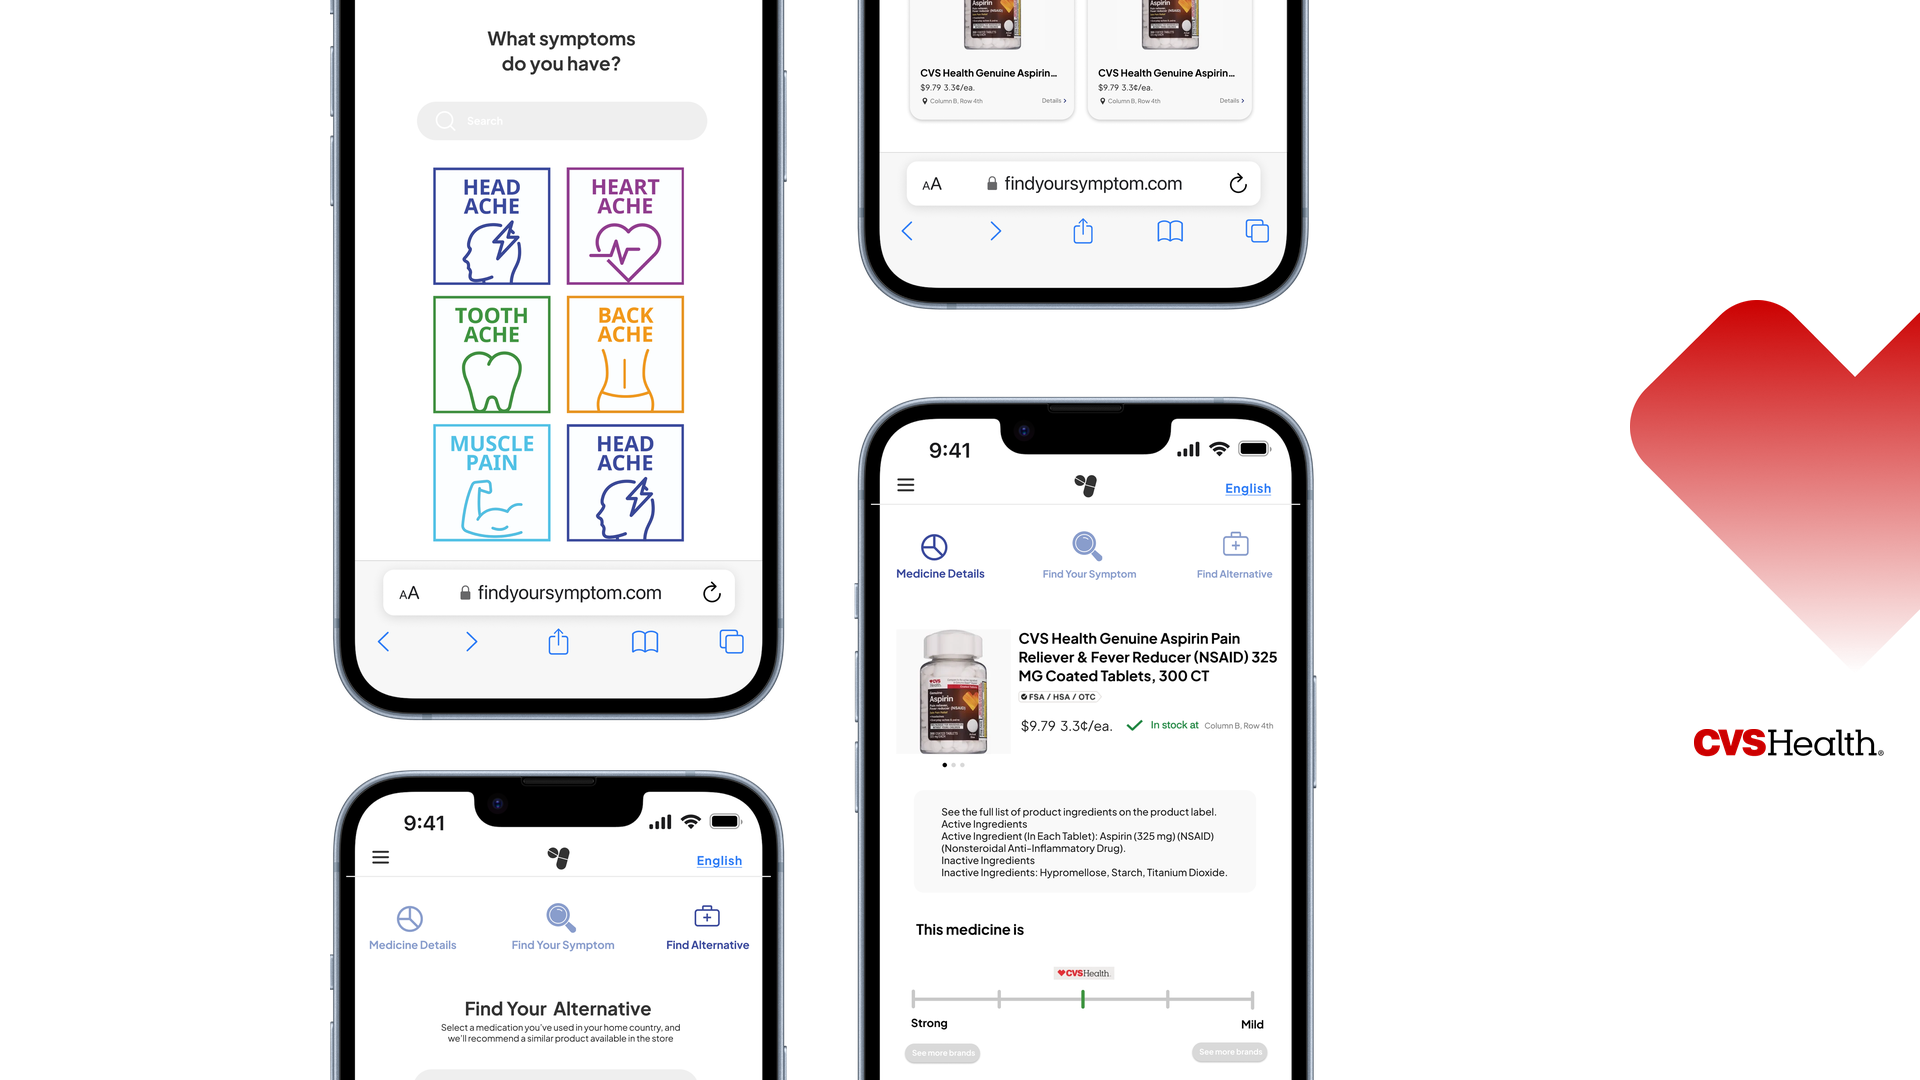 What symptoms
do you have?
Search
HEAD
ACHE
HEART
ACHE
TOOTH
ACHE
BACK
ACHE
MUSCLE
PAIN
HEAD
ACHE
AA
findyoursymptom.com
9:41
English
Medicine Details
Find Your Symptom
Find Alternative
Find Your Alternative
Select a medication you've used in your home country, and
we'll recommend a similar product available in the store
Aspirin
Aspirin
CVS Health Genuine Aspirin...
$9.79 3.3¢/ea.
Column B, Row 4th
Details >
CVS Health Genuine Aspirin...
$9.79 3.3¢/ea.
Column B, Row 4th
Details >
AA
findyoursymptom.com
9:41
English
Medicine Details
Find Your Symptom
Find Alternative
CVS
Aspirin
CVS Health Genuine Aspirin Pain
Reliever & Fever Reducer (NSAID) 325
MG Coated Tablets, 300 CT
FSA / HSA / OTC
$9.79 3.3¢/ea.
In stock at Column B, Row 4th
See the full list of product ingredients on the product label.
Active Ingredients
Active Ingredient (In Each Tablet): Aspirin (325 mg) (NSAID)
(Nonsteroidal Anti-Inflammatory Drug).
Inactive Ingredients
Inactive Ingredients: Hypromellose, Starch, Titanium Dioxide.
This medicine is
CVSHealth.
Strong
Mild
See more brands
See more brands
CVSHealth®